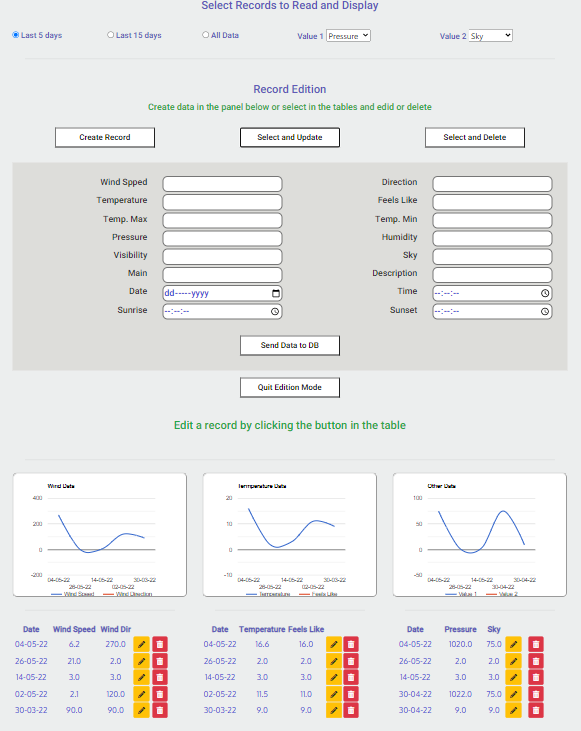 Select Records to Read and Display
Last 5 days Last 15 days All Data Value 1 Pressure Value 2 Sky
Record Edition
Create data in the panel below or select in the tables and edid or delete
Create Record Select and Update Select and Delete
Wind Spped Direction
Temperature Feels Like
Temp. Max Temp. Min
Pressure Humidity
Visibility Sky
Main Description
Date dd-----yyyy Time --:--:--
Sunrise --:--:-- Sunset --:--:--
Send Data to DB
Quit Edition Mode
Edit a record by clicking the button in the table
Wind Data
400
200
0
-200
04-05-22 14-05-22 30-03-22
26-05-22 02-05-22
Wind Speed Wind Direction
Termperature Data
20
10
0
-10
04-05-22 14-05-22 30-03-22
26-05-22 02-05-22
Temperature Feels Like
Other Data
100
50
0
-50
04-05-22 14-05-22 30-04-22
26-05-22 30-04-22
Value 1 Value 2
Date Wind Speed Wind Dir
04-05-22 6.2 270.0
26-05-22 21.0 2.0
14-05-22 3.0 3.0
02-05-22 2.1 120.0
30-03-22 90.0 90.0
Date Temperature Feels Like
04-05-22 16.6 16.0
26-05-22 2.0 2.0
14-05-22 3.0 3.0
02-05-22 11.5 11.0
30-03-22 9.0 9.0
Date Pressure Sky
04-05-22 1020.0 75.0
26-05-22 2.0 2.0
14-05-22 3.0 3.0
30-04-22 1022.0 75.0
30-04-22 9.0 9.0